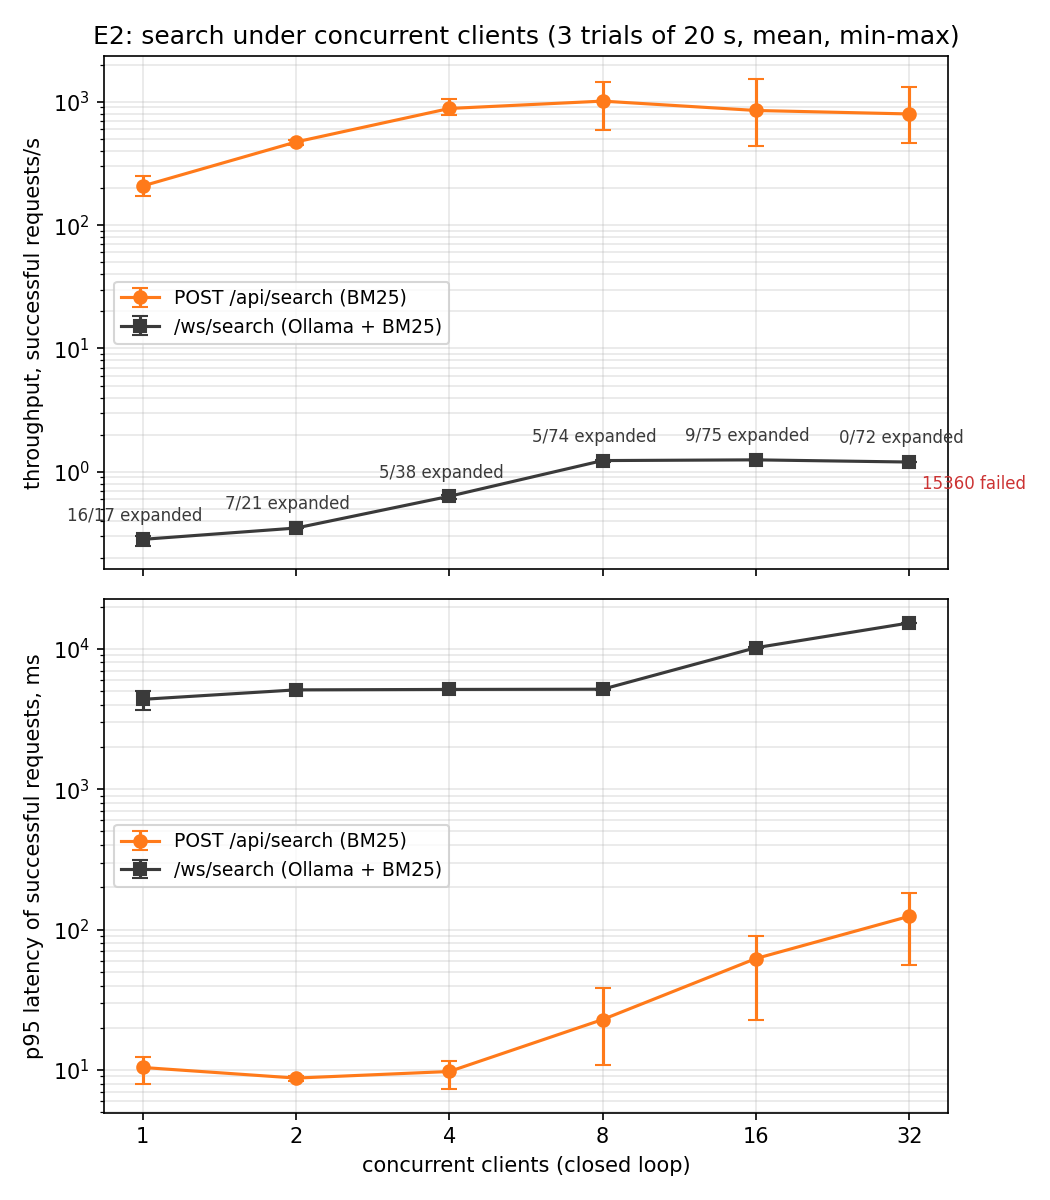 E2: search under concurrent clients (3 trials of 20 s, mean, min-max)
throughput, successful requests/s
10³
10²
10¹
10⁰
POST /api/search (BM25)
/ws/search (Ollama + BM25)
16/17 expanded
7/21 expanded
5/38 expanded
5/74 expanded
9/75 expanded
0/72 expanded
15360 failed
p95 latency of successful requests, ms
10⁴
10³
10²
10¹
POST /api/search (BM25)
/ws/search (Ollama + BM25)
1 2 4 8 16 32
concurrent clients (closed loop)